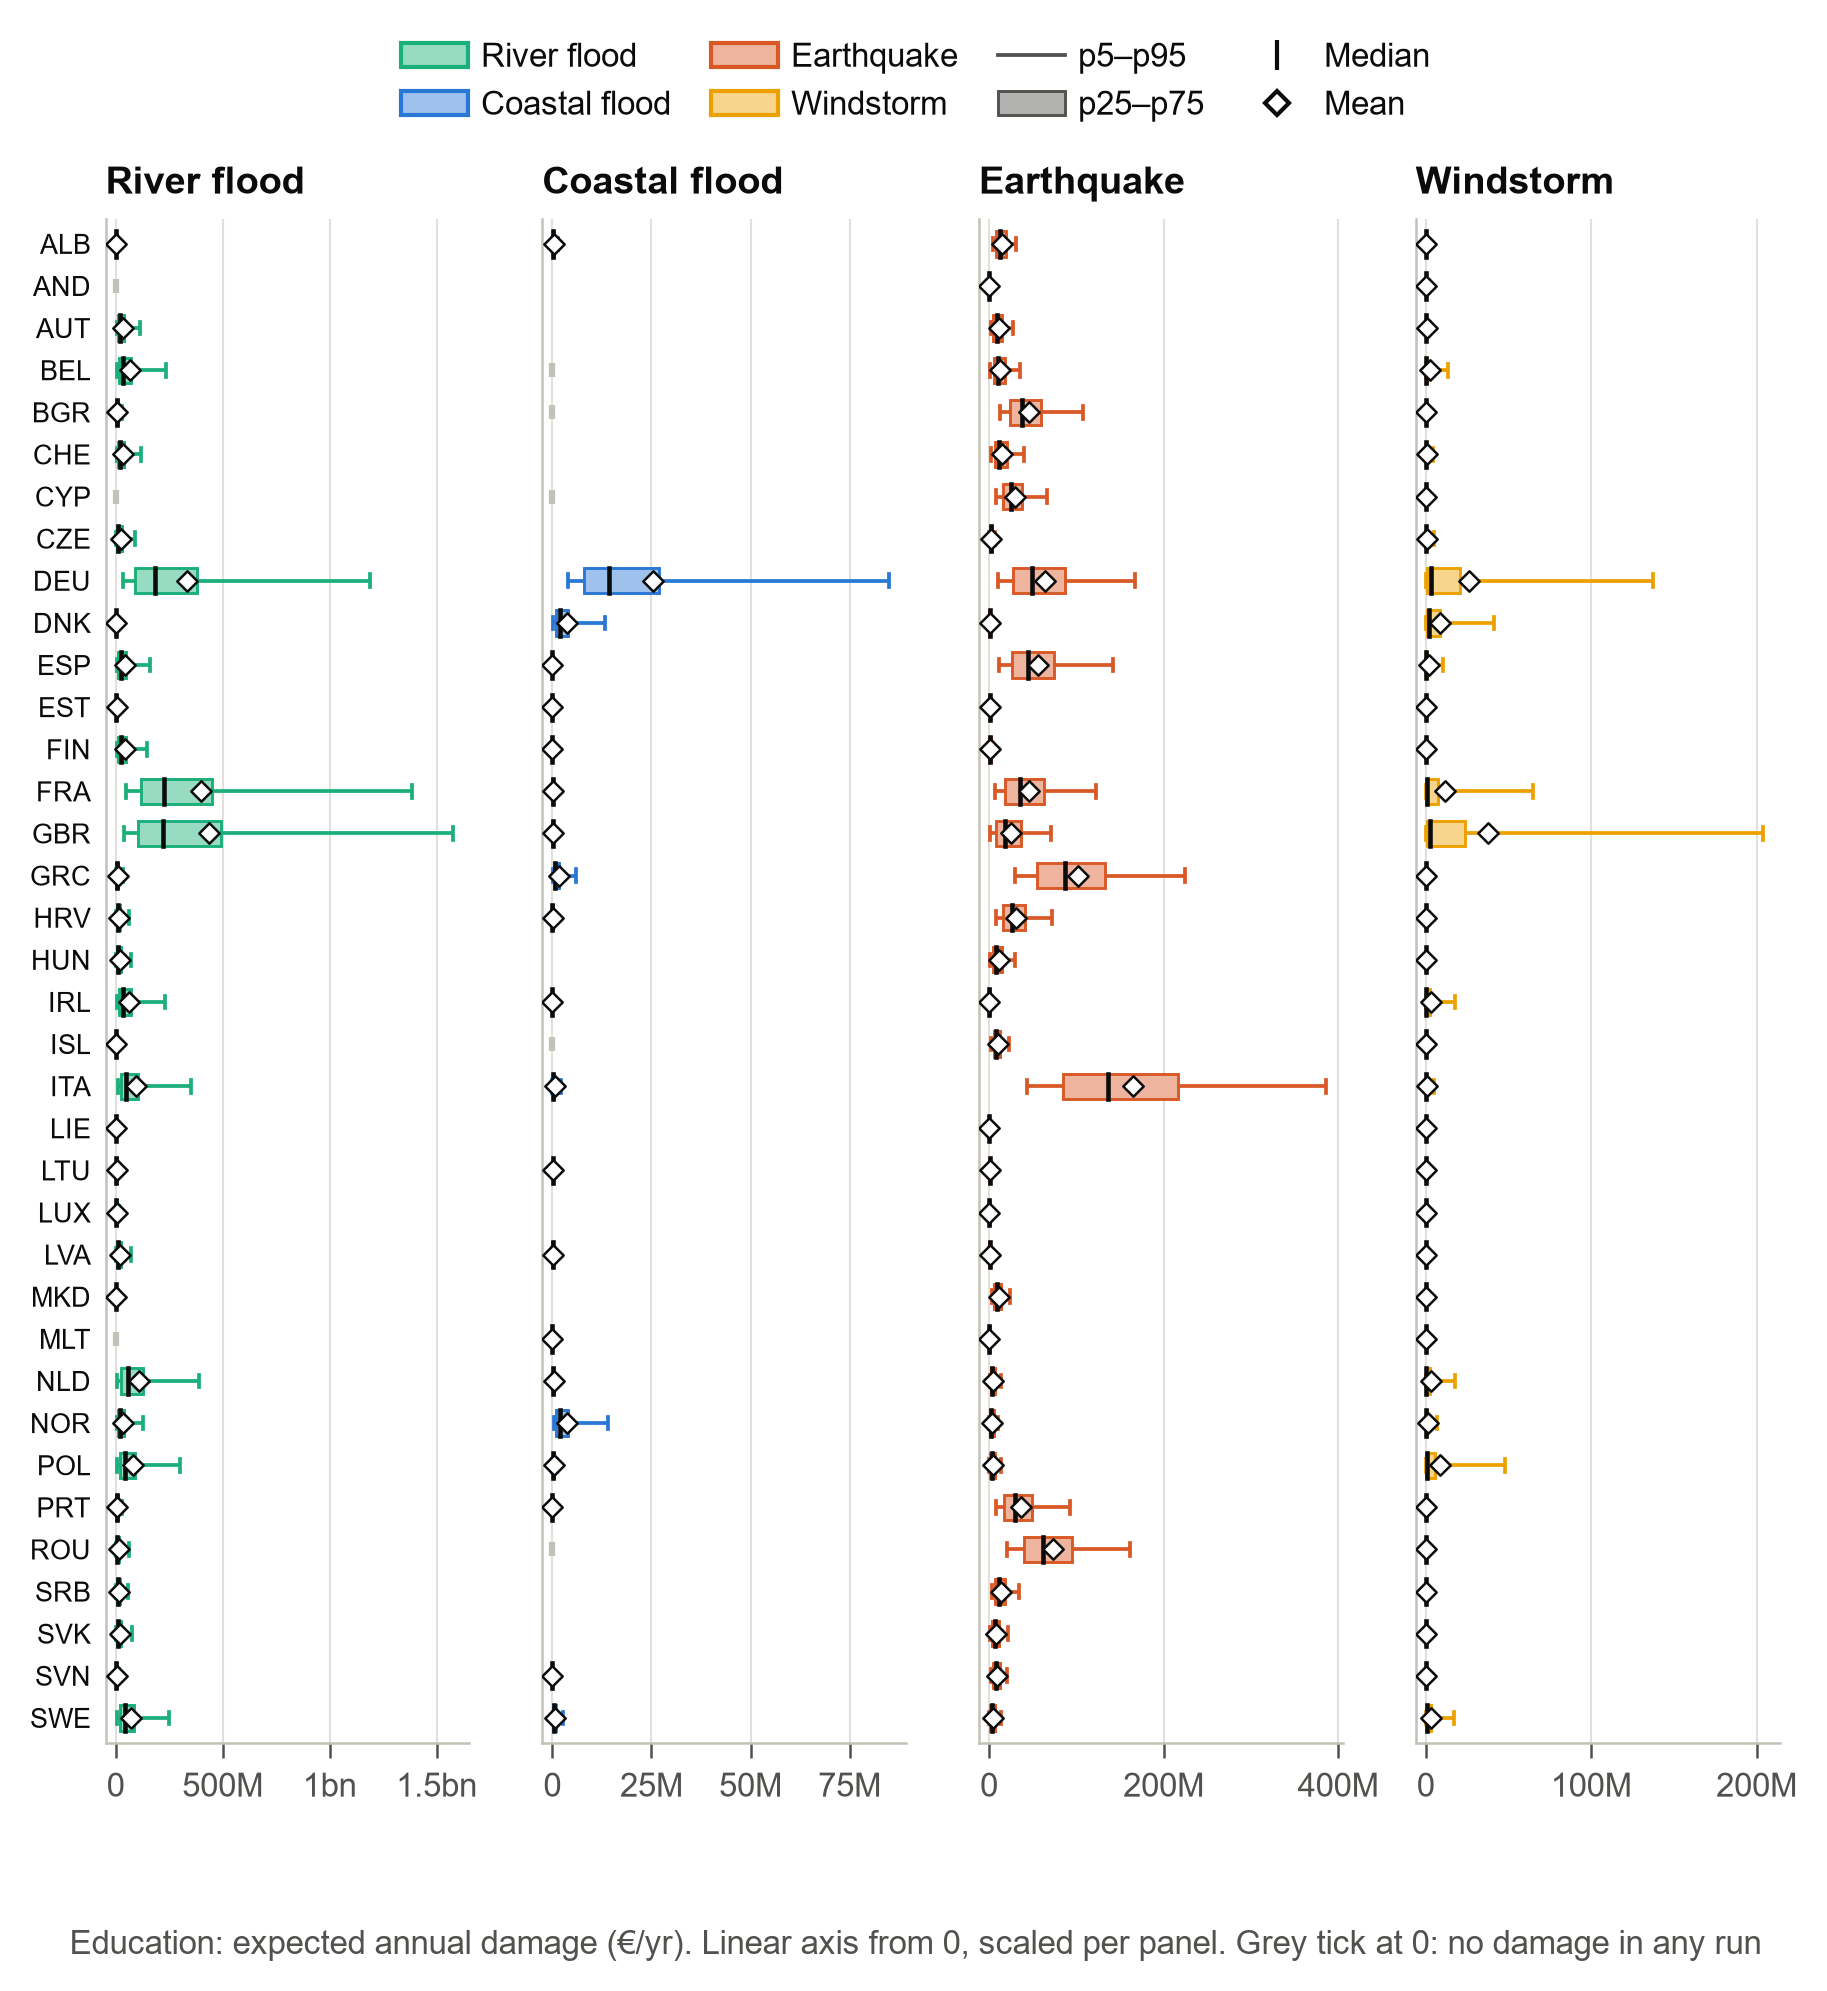 River flood
Earthquake
p5–p95
Median
Coastal flood
Windstorm
p25–p75
Mean
River flood
Coastal flood
Earthquake
Windstorm
ALB
AND
AUT
BEL
BGR
CHE
CYP
CZE
DEU
DNK
ESP
EST
FIN
FRA
GBR
GRC
HRV
HUN
IRL
ISL
ITA
LIE
LTU
LUX
LVA
MKD
MLT
NLD
NOR
POL
PRT
ROU
SRB
SVK
SVN
SWE
0 500M 1bn 1.5bn
0 25M 50M 75M
0 200M 400M
0 100M 200M
Education: expected annual damage (€/yr). Linear axis from 0, scaled per panel. Grey tick at 0: no damage in any run